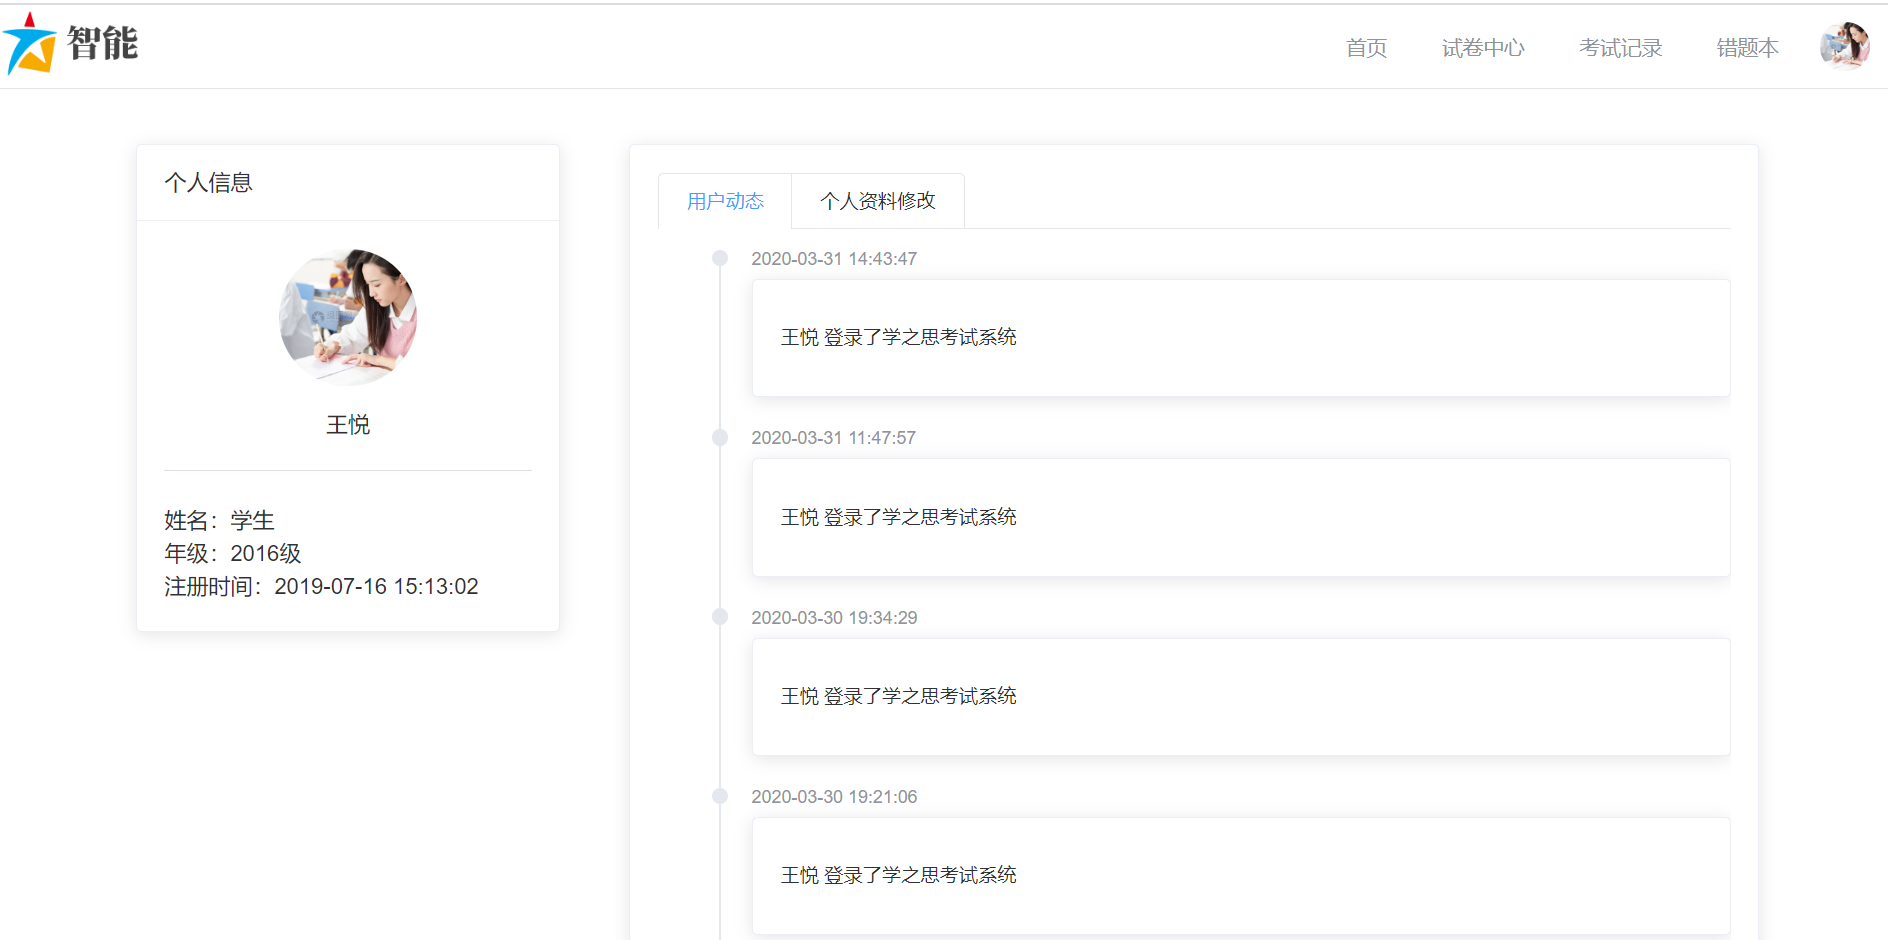 智能
首页 试卷中心 考试记录 错题本
个人信息
王悦
姓名：学生
年级：2016级
注册时间：2019-07-16 15:13:02
用户动态 个人资料修改
2020-03-31 14:43:47
王悦 登录了学之思考试系统
2020-03-31 11:47:57
王悦 登录了学之思考试系统
2020-03-30 19:34:29
王悦 登录了学之思考试系统
2020-03-30 19:21:06
王悦 登录了学之思考试系统